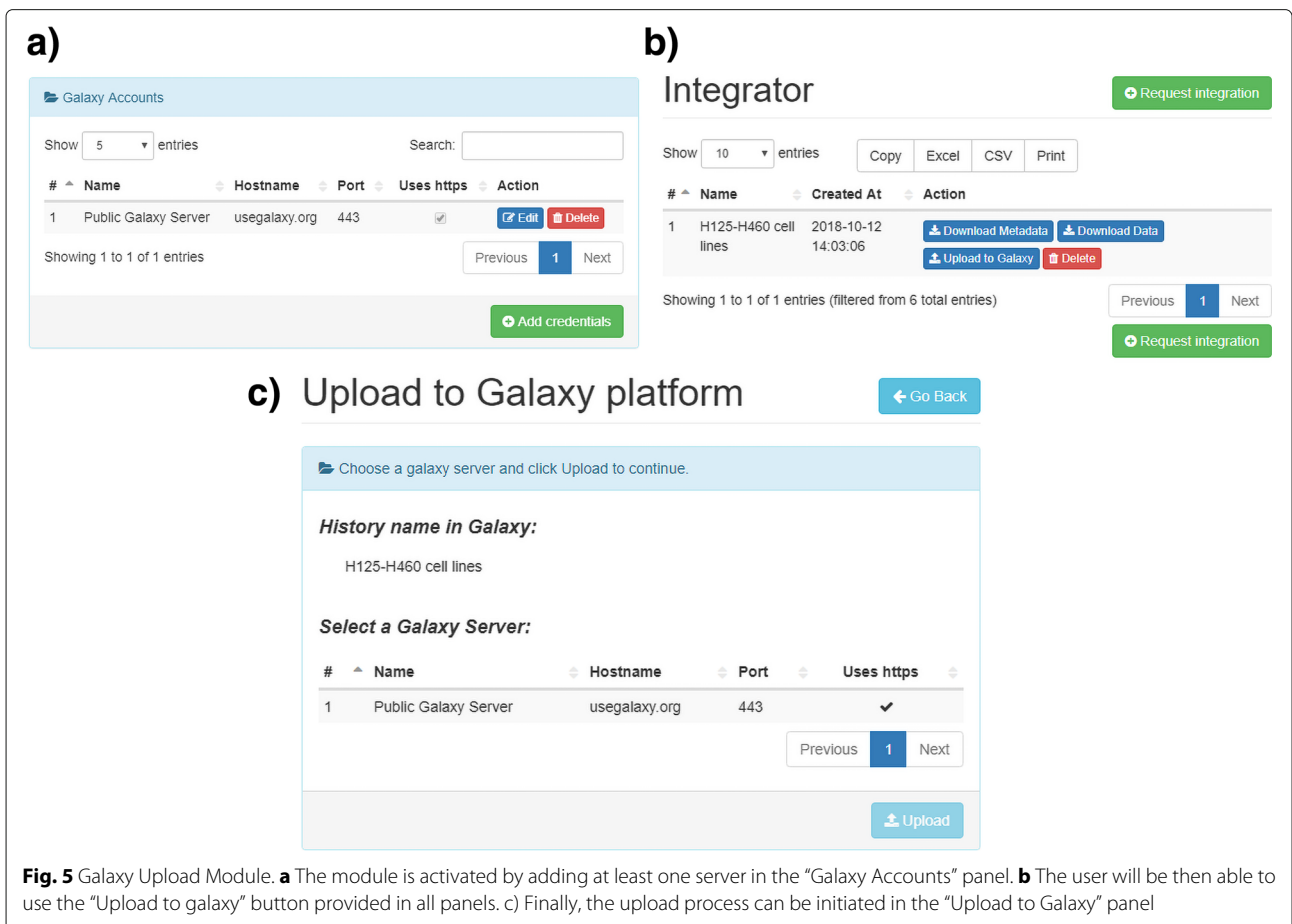 a)
Galaxy Accounts
Show 5 entries Search:
# Name Hostname Port Uses https Action
1 Public Galaxy Server usegalaxy.org 443 Edit Delete
Showing 1 to 1 of 1 entries Previous 1 Next
Add credentials
b)
Integrator Request integration
Show 10 entries Copy Excel CSV Print
# Name Created At Action
1 H125-H460 cell 2018-10-12 Download Metadata Download Data
lines 14:03:06 Upload to Galaxy Delete
Showing 1 to 1 of 1 entries (filtered from 6 total entries) Previous 1 Next
Request integration
c) Upload to Galaxy platform Go Back
Choose a galaxy server and click Upload to continue.
History name in Galaxy:
H125-H460 cell lines
Select a Galaxy Server:
# Name Hostname Port Uses https
1 Public Galaxy Server usegalaxy.org 443 ✔
Previous 1 Next
Upload
Fig. 5 Galaxy Upload Module. a The module is activated by adding at least one server in the “Galaxy Accounts” panel. b The user will be then able to
use the “Upload to galaxy” button provided in all panels. c) Finally, the upload process can be initiated in the “Upload to Galaxy” panel